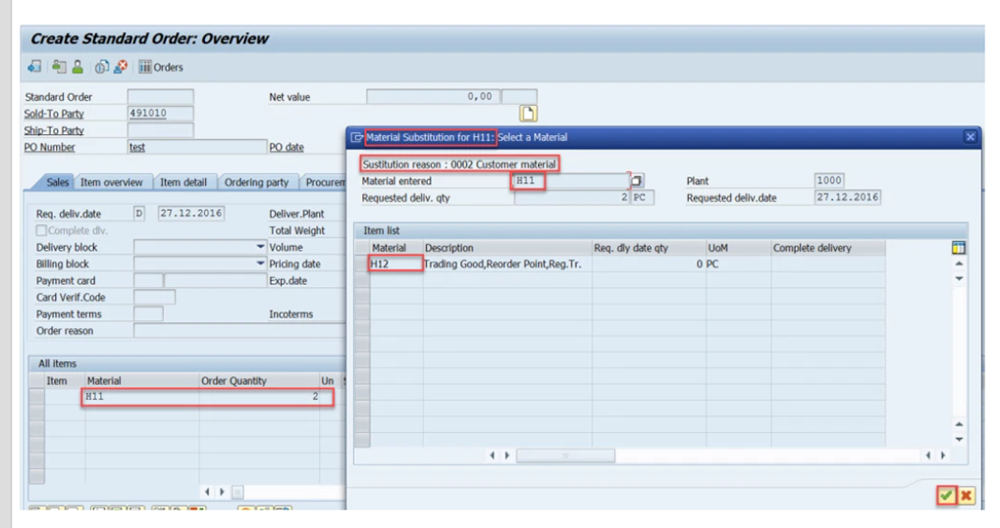 Create Standard Order: Overview
Orders
Standard Order
Net value
0,00
Sold-To Party
491010
Ship-To Party
PO Number
test
PO date
Sales
Item overview
Item detail
Ordering party
Procurem
Req. deliv.date
D
27.12.2016
Deliver.Plant
Complete dlv.
Total Weight
Delivery block
Volume
Billing block
Pricing date
Payment card
Exp.date
Card Verif.Code
Payment terms
Incoterms
Order reason
All items
Item
Material
Order Quantity
Un
H11
2
Material Substitution for H11: Select a Material
Sustitution reason : 0002 Customer material
Material entered
H11
Plant
1000
Requested deliv. qty
2
PC
Requested deliv.date
27.12.2016
Item list
Material
Description
Req. dly date qty
UoM
Complete delivery
H12
Trading Good,Reorder Point,Reg.Tr.
0
PC